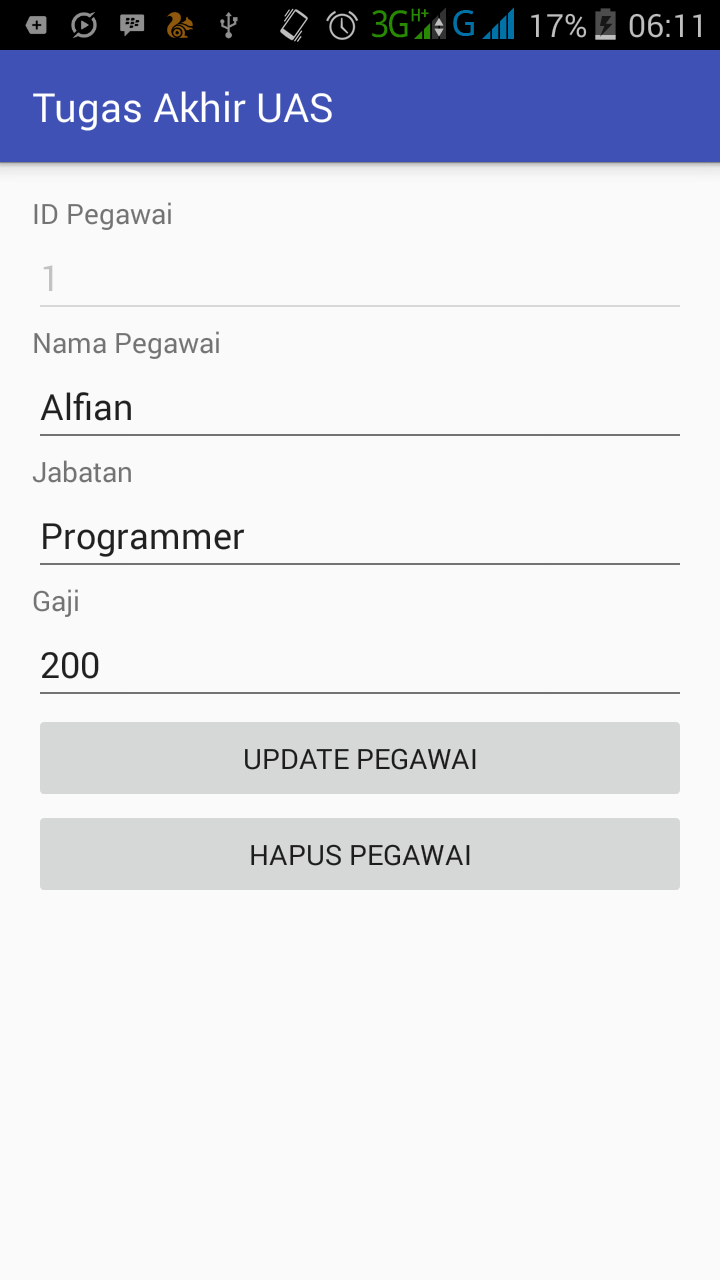 3G H+ G 17% 06:11
Tugas Akhir UAS
ID Pegawai
1
Nama Pegawai
Alfian
Jabatan
Programmer
Gaji
200
UPDATE PEGAWAI
HAPUS PEGAWAI